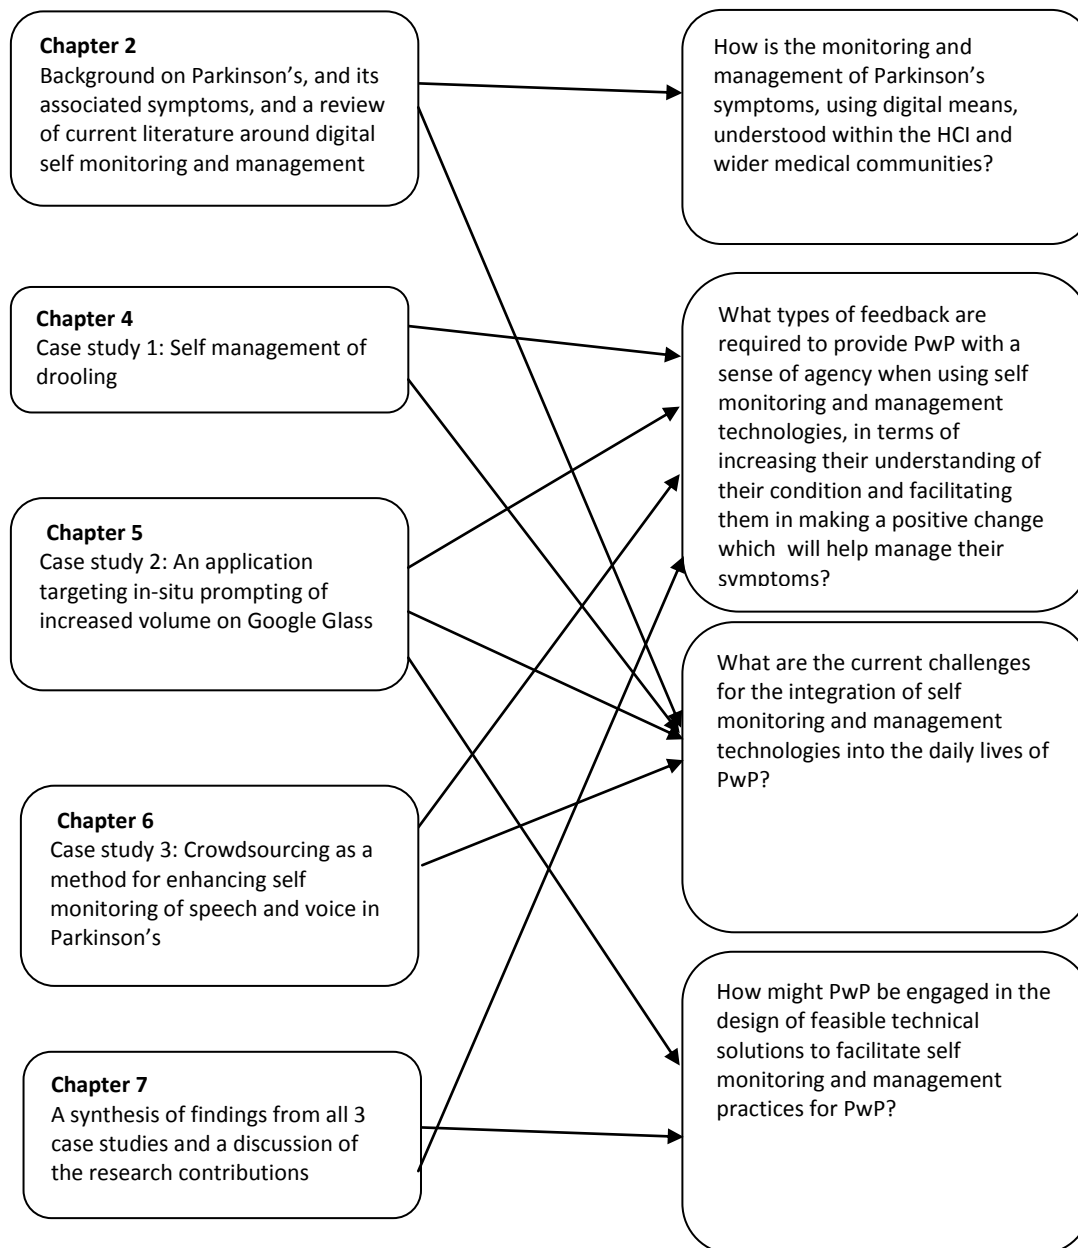 Chapter 2
Background on Parkinson’s, and its
associated symptoms, and a review
of current literature around digital
self monitoring and management
How is the monitoring and
management of Parkinson’s
symptoms, using digital means,
understood within the HCI and
wider medical communities?
Chapter 4
Case study 1: Self management of
drooling
What types of feedback are
required to provide PwP with a
sense of agency when using self
monitoring and management
technologies, in terms of
increasing their understanding of
their condition and facilitating
them in making a positive change
which will help manage their
symptoms?
Chapter 5
Case study 2: An application
targeting in-situ prompting of
increased volume on Google Glass
What are the current challenges
for the integration of self
monitoring and management
technologies into the daily lives of
PwP?
Chapter 6
Case study 3: Crowdsourcing as a
method for enhancing self
monitoring of speech and voice in
Parkinson’s
How might PwP be engaged in the
design of feasible technical
solutions to facilitate self
monitoring and management
practices for PwP?
Chapter 7
A synthesis of findings from all 3
case studies and a discussion of
the research contributions